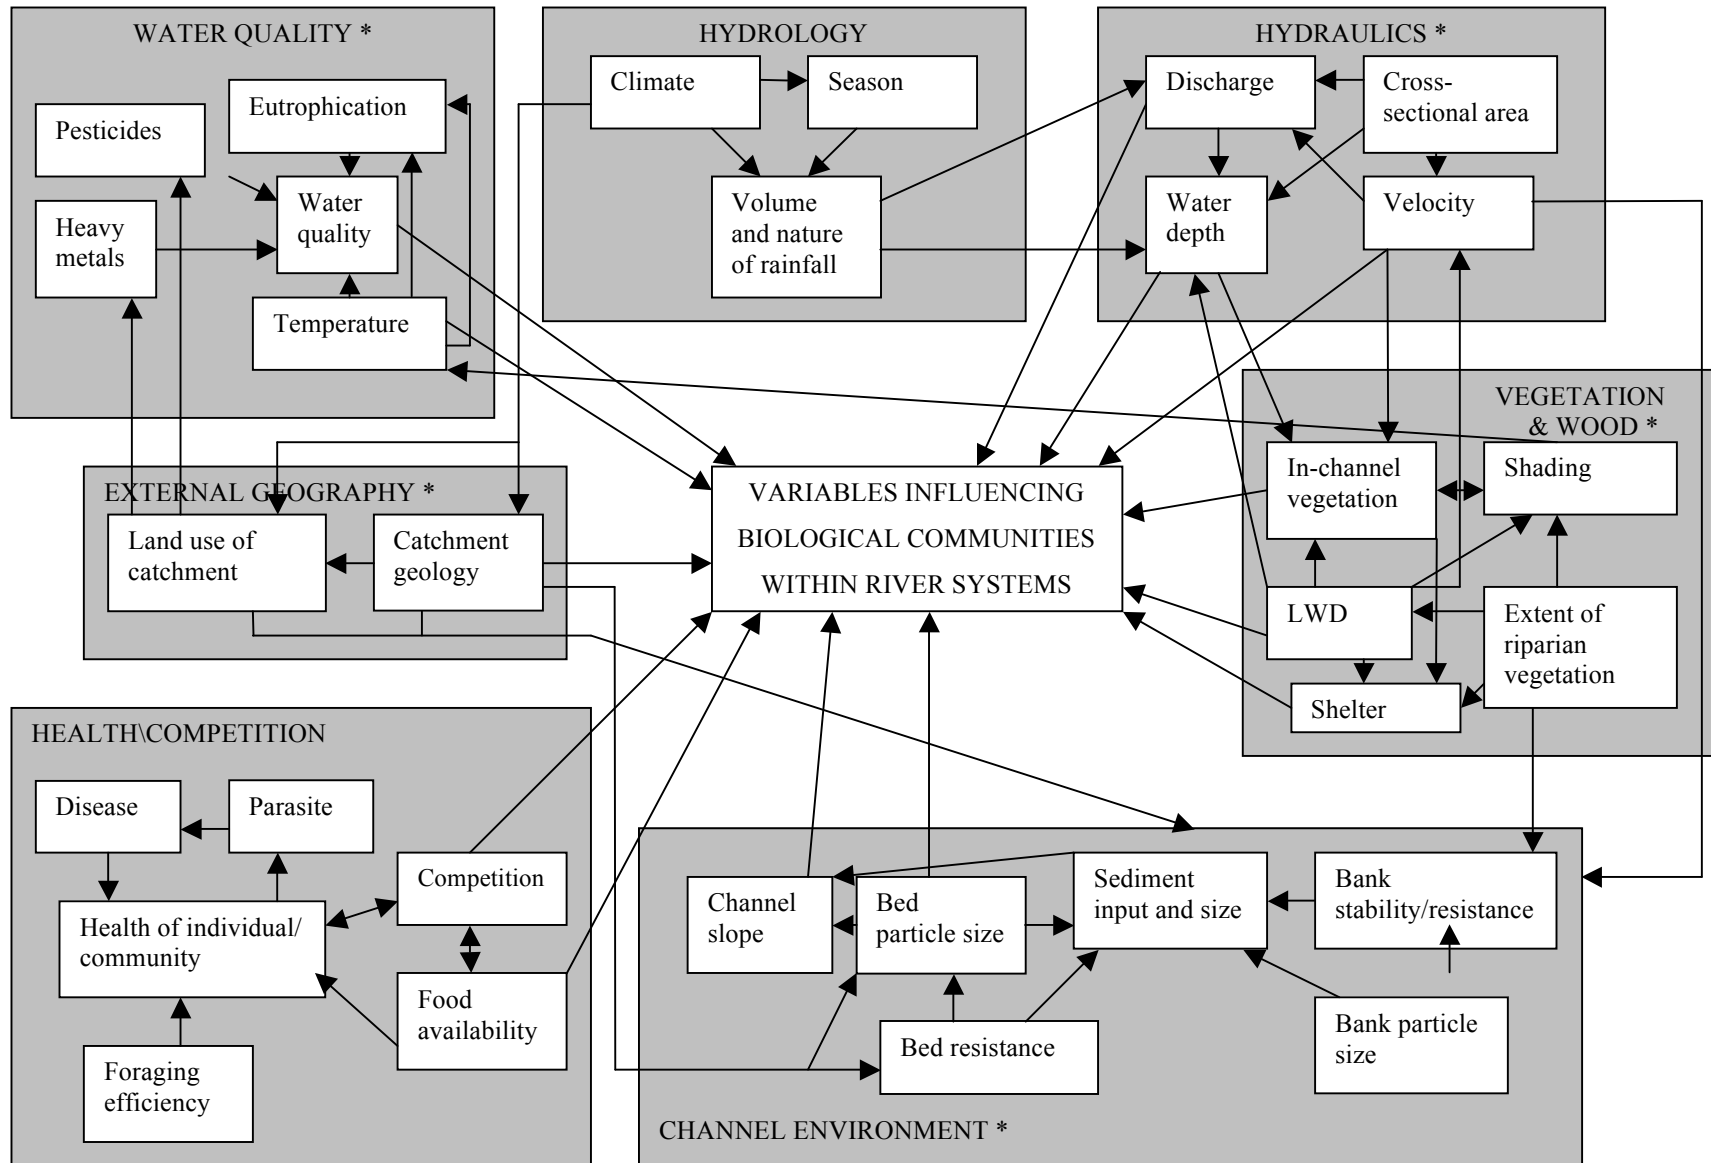 WATER QUALITY *
Eutrophication
Pesticides
Water
quality
Heavy
metals
Temperature
HYDROLOGY
Climate
Season
Volume
and nature
of rainfall
HYDRAULICS *
Discharge
Cross-
sectional area
Water
depth
Velocity
VEGETATION
& WOOD *
In-channel
vegetation
Shading
LWD
Extent of
riparian
vegetation
Shelter
EXTERNAL GEOGRAPHY *
Land use of
catchment
Catchment
geology
VARIABLES INFLUENCING
BIOLOGICAL COMMUNITIES
WITHIN RIVER SYSTEMS
HEALTH\COMPETITION
Disease
Parasite
Competition
Health of individual/
community
Food
availability
Foraging
efficiency
Channel
slope
Bed
particle size
Sediment
input and size
Bank
stability/resistance
Bed resistance
Bank particle
size
CHANNEL ENVIRONMENT *